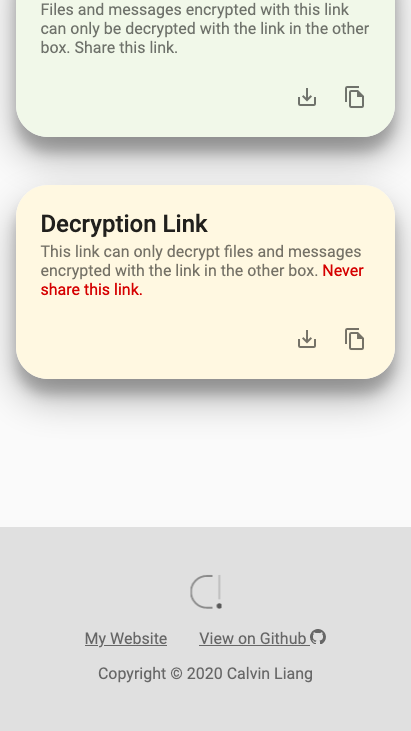 Files and messages encrypted with this link
can only be decrypted with the link in the other
box. Share this link.
Decryption Link
This link can only decrypt files and messages
encrypted with the link in the other box. Never
share this link.
My Website View on Github
Copyright © 2020 Calvin Liang